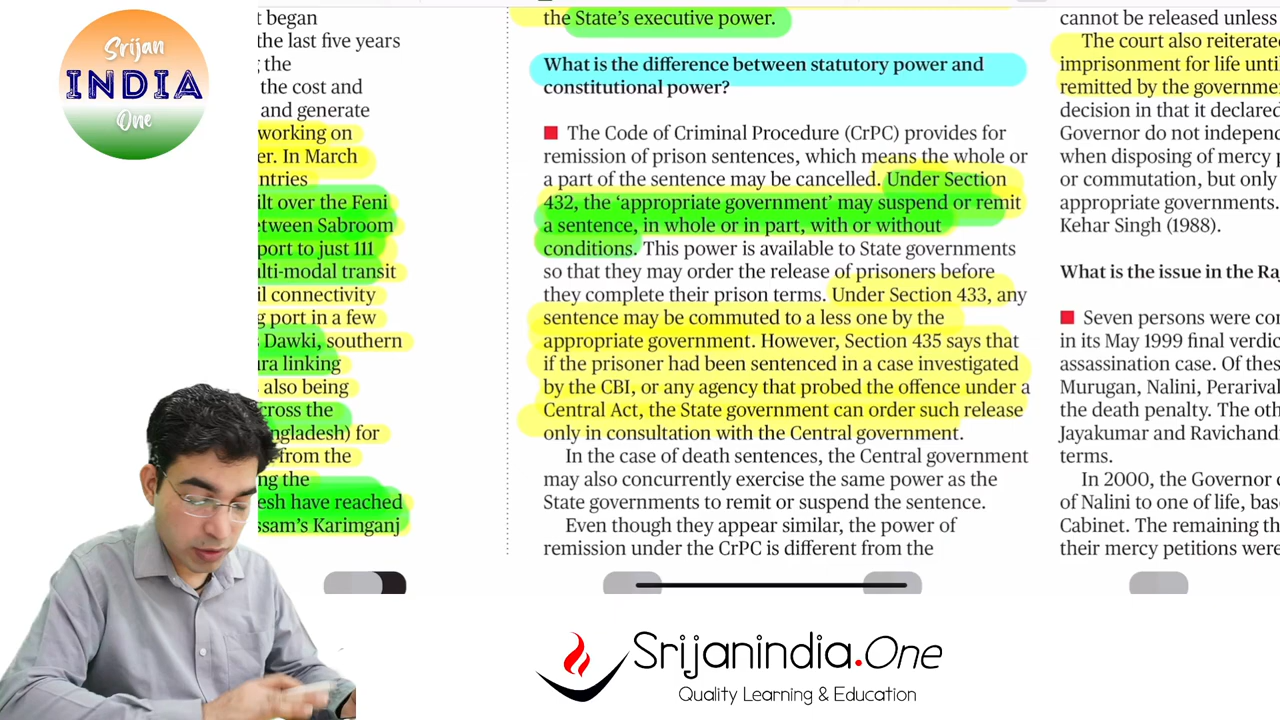 Srijan
INDIA
One
t began
the last five years
g the
the cost and
and generate
working on
er. In March
ntries
ilt over the Feni
etween Sabroom
port to just 111
ulti-modal transit
il connectivity
g port in a few
s Dawki, southern
ura linking
also being
cross the
ngladesh) for
from the
ng the
esh have reached
ssam's Karimganj
the State's executive power.
What is the difference between statutory power and
constitutional power?
The Code of Criminal Procedure (CrPC) provides for
remission of prison sentences, which means the whole or
a part of the sentence may be cancelled. Under Section
432, the ‘appropriate government’ may suspend or remit
a sentence, in whole or in part, with or without
conditions. This power is available to State governments
so that they may order the release of prisoners before
they complete their prison terms. Under Section 433, any
sentence may be commuted to a less one by the
appropriate government. However, Section 435 says that
if the prisoner had been sentenced in a case investigated
by the CBI, or any agency that probed the offence under a
Central Act, the State government can order such release
only in consultation with the Central government.
In the case of death sentences, the Central government
may also concurrently exercise the same power as the
State governments to remit or suspend the sentence.
Even though they appear similar, the power of
remission under the CrPC is different from the
cannot be released unless
The court also reiterated
imprisonment for life until
remitted by the governme
decision in that it declared
Governor do not independ
when disposing of mercy p
or commutation, but only
appropriate governments.
Kehar Singh (1988).
What is the issue in the Ra
Seven persons were con
in its May 1999 final verdic
assassination case. Of thes
Murugan, Nalini, Perarival
the death penalty. The oth
Jayakumar and Ravichand
terms.
In 2000, the Governor c
of Nalini to one of life, bas
Cabinet. The remaining th
their mercy petitions were
Srijanindia.One
Quality Learning & Education